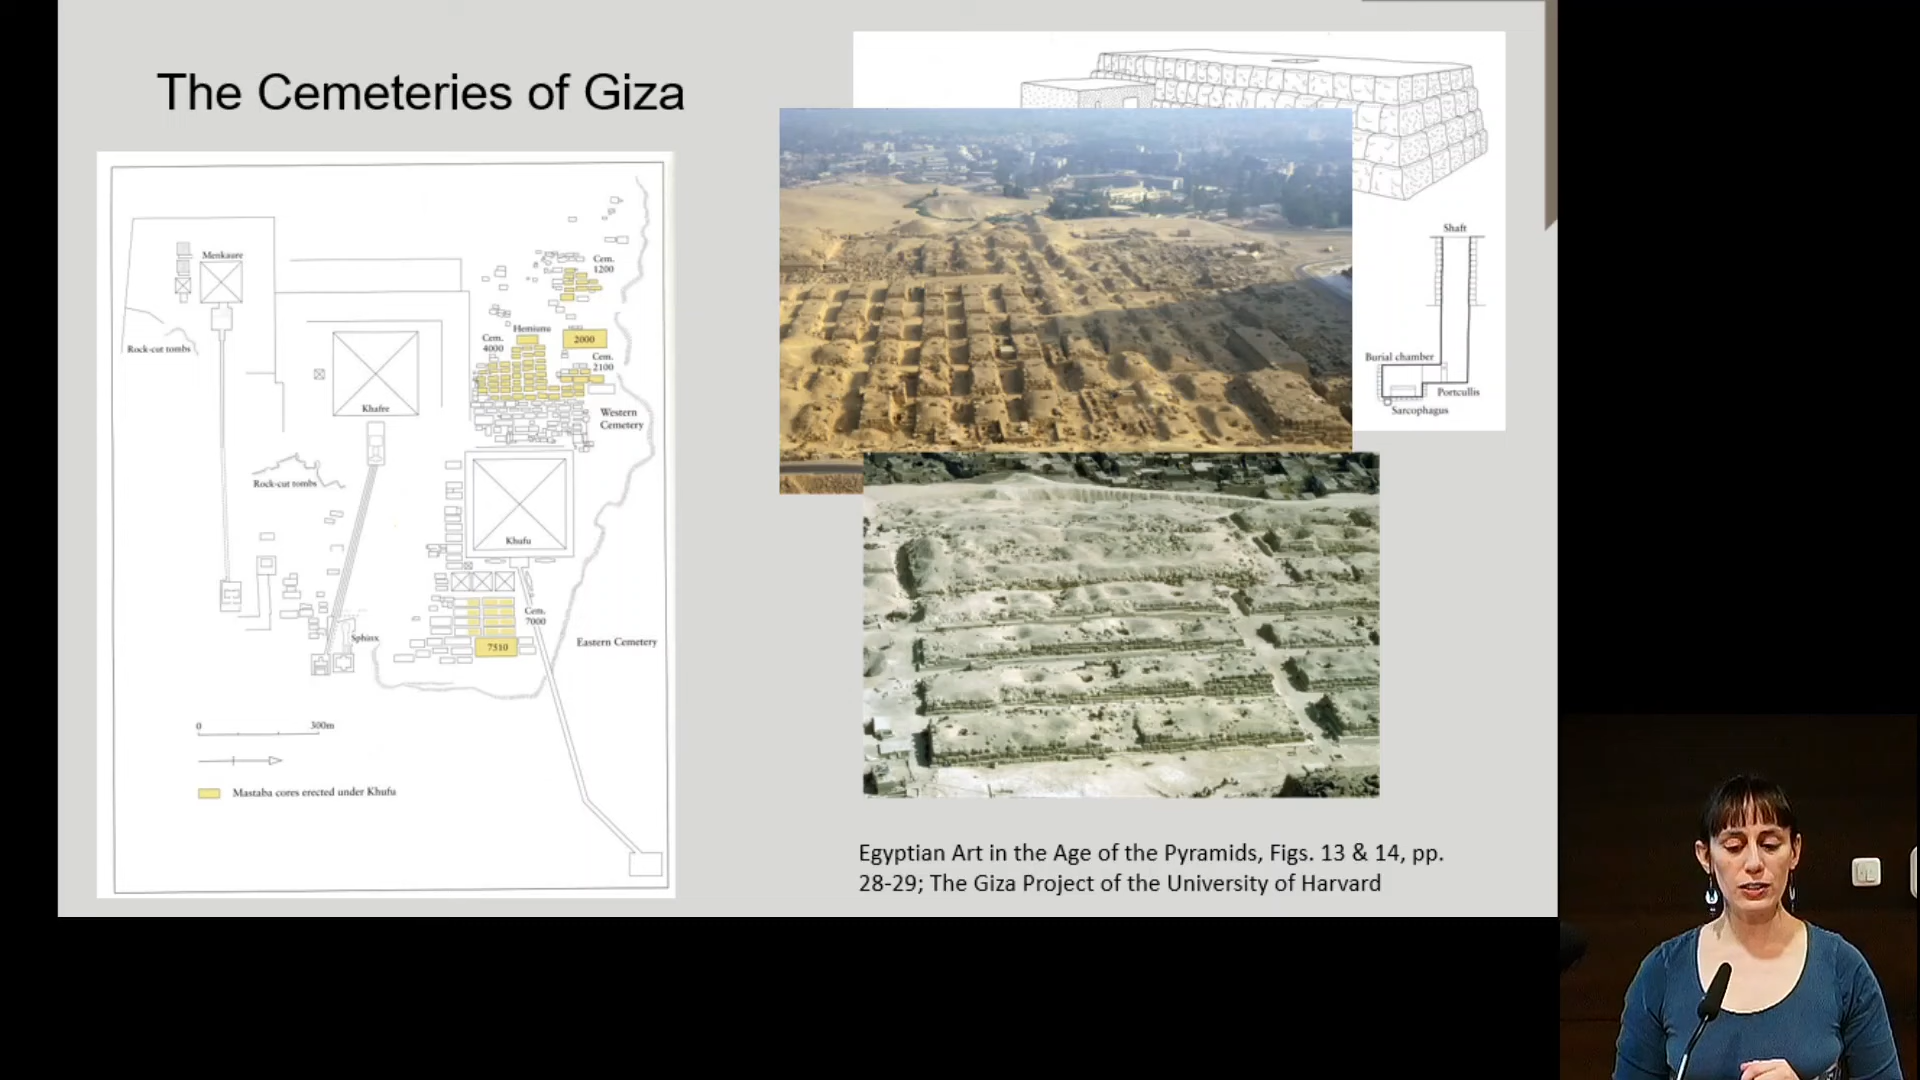 The Cemeteries of Giza
Menkaure
Rock-cut tombs
Khafre
Rock-cut tombs
Cem.
1200
Hemiunu
Cem.
4000
2000
Cem.
2100
Western
Cemetery
Khufu
Cem.
7000
Sphinx
7510
Eastern Cemetery
0
300m
Mastaba cores erected under Khufu
Shaft
Burial chamber
Portcullis
Sarcophagus
Egyptian Art in the Age of the Pyramids, Figs. 13 & 14, pp.
28-29; The Giza Project of the University of Harvard